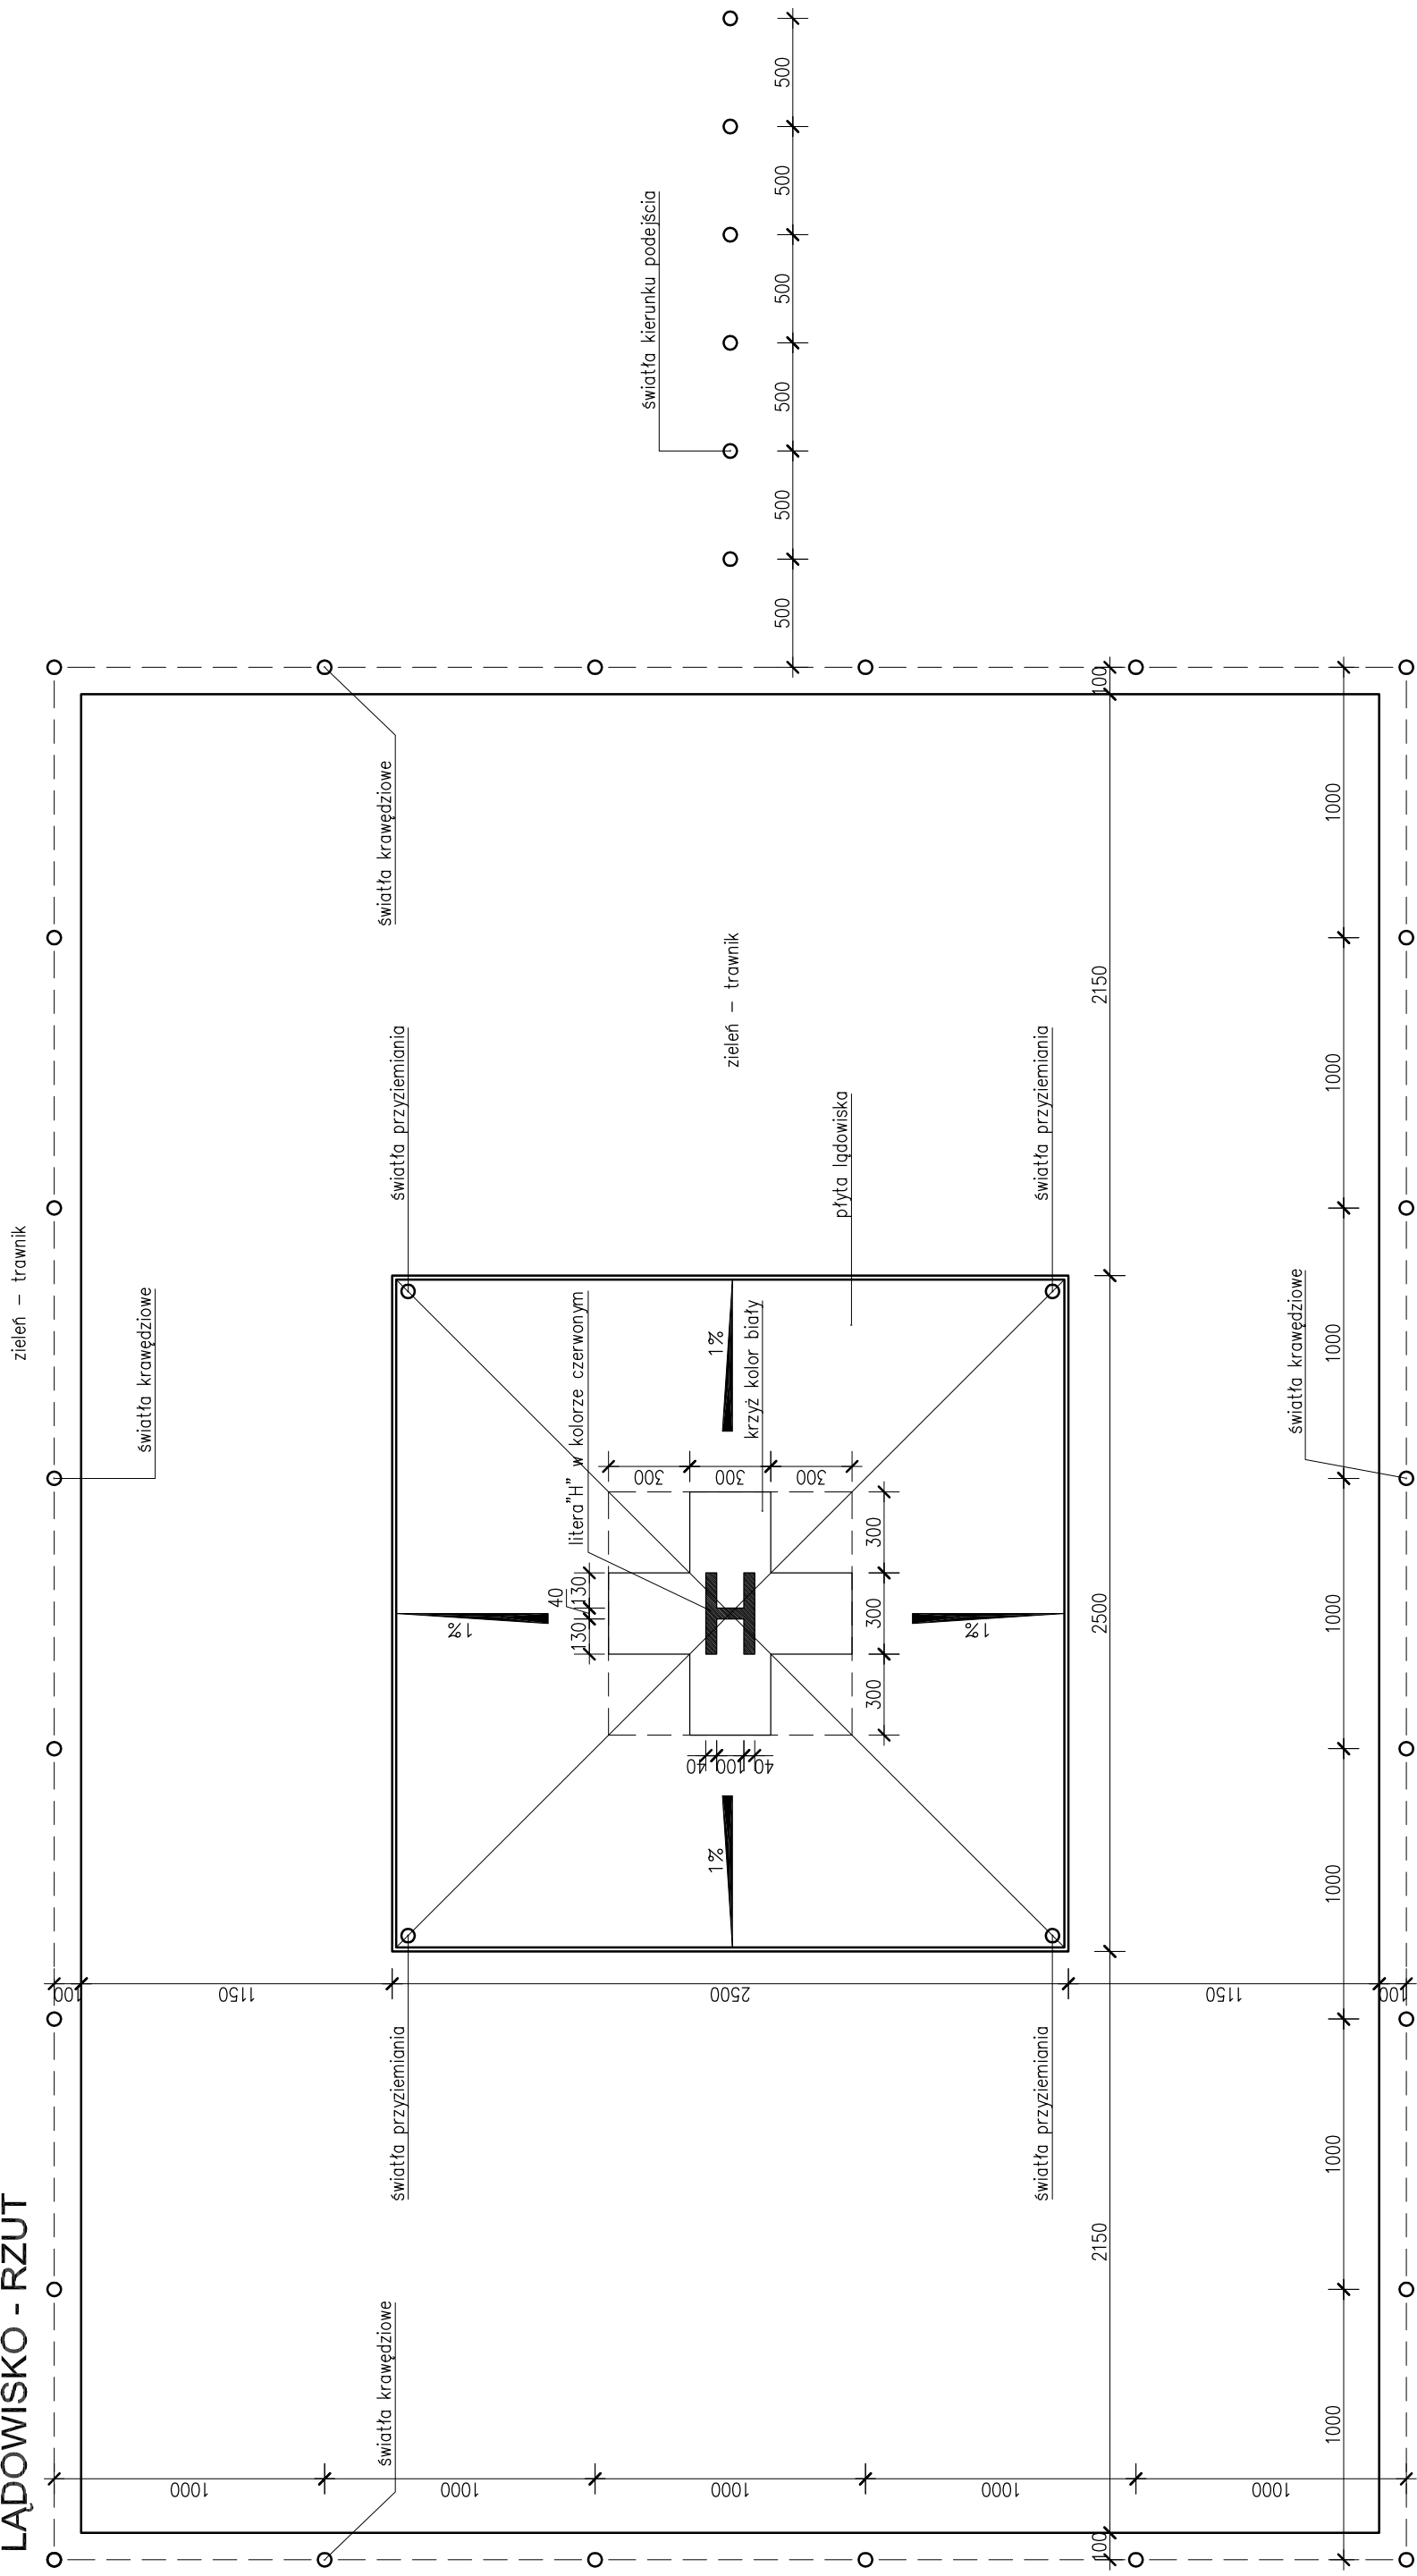 LĄDOWISKO - RZUT
zieleń – trawnik
światła krawędziowe
światła krawędziowe
światła krawędziowe
światła krawędziowe
światła przyziemiania
światła przyziemiania
światła przyziemiania
światła przyziemiania
światła kierunku podejścia
zieleń – trawnik
płyta lądowiska
litera"H" w kolorze czerwonym
krzyż kolor biały
1%
1%
1%
1%
500
500
500
500
500
500
100
2150
2500
2150
100
1000
1000
1000
1000
1000
1000
1000
100
1150
2500
1150
100
1000
1000
1000
1000
1000
300
300
300
300
300
300
130
40
130
40
100
40